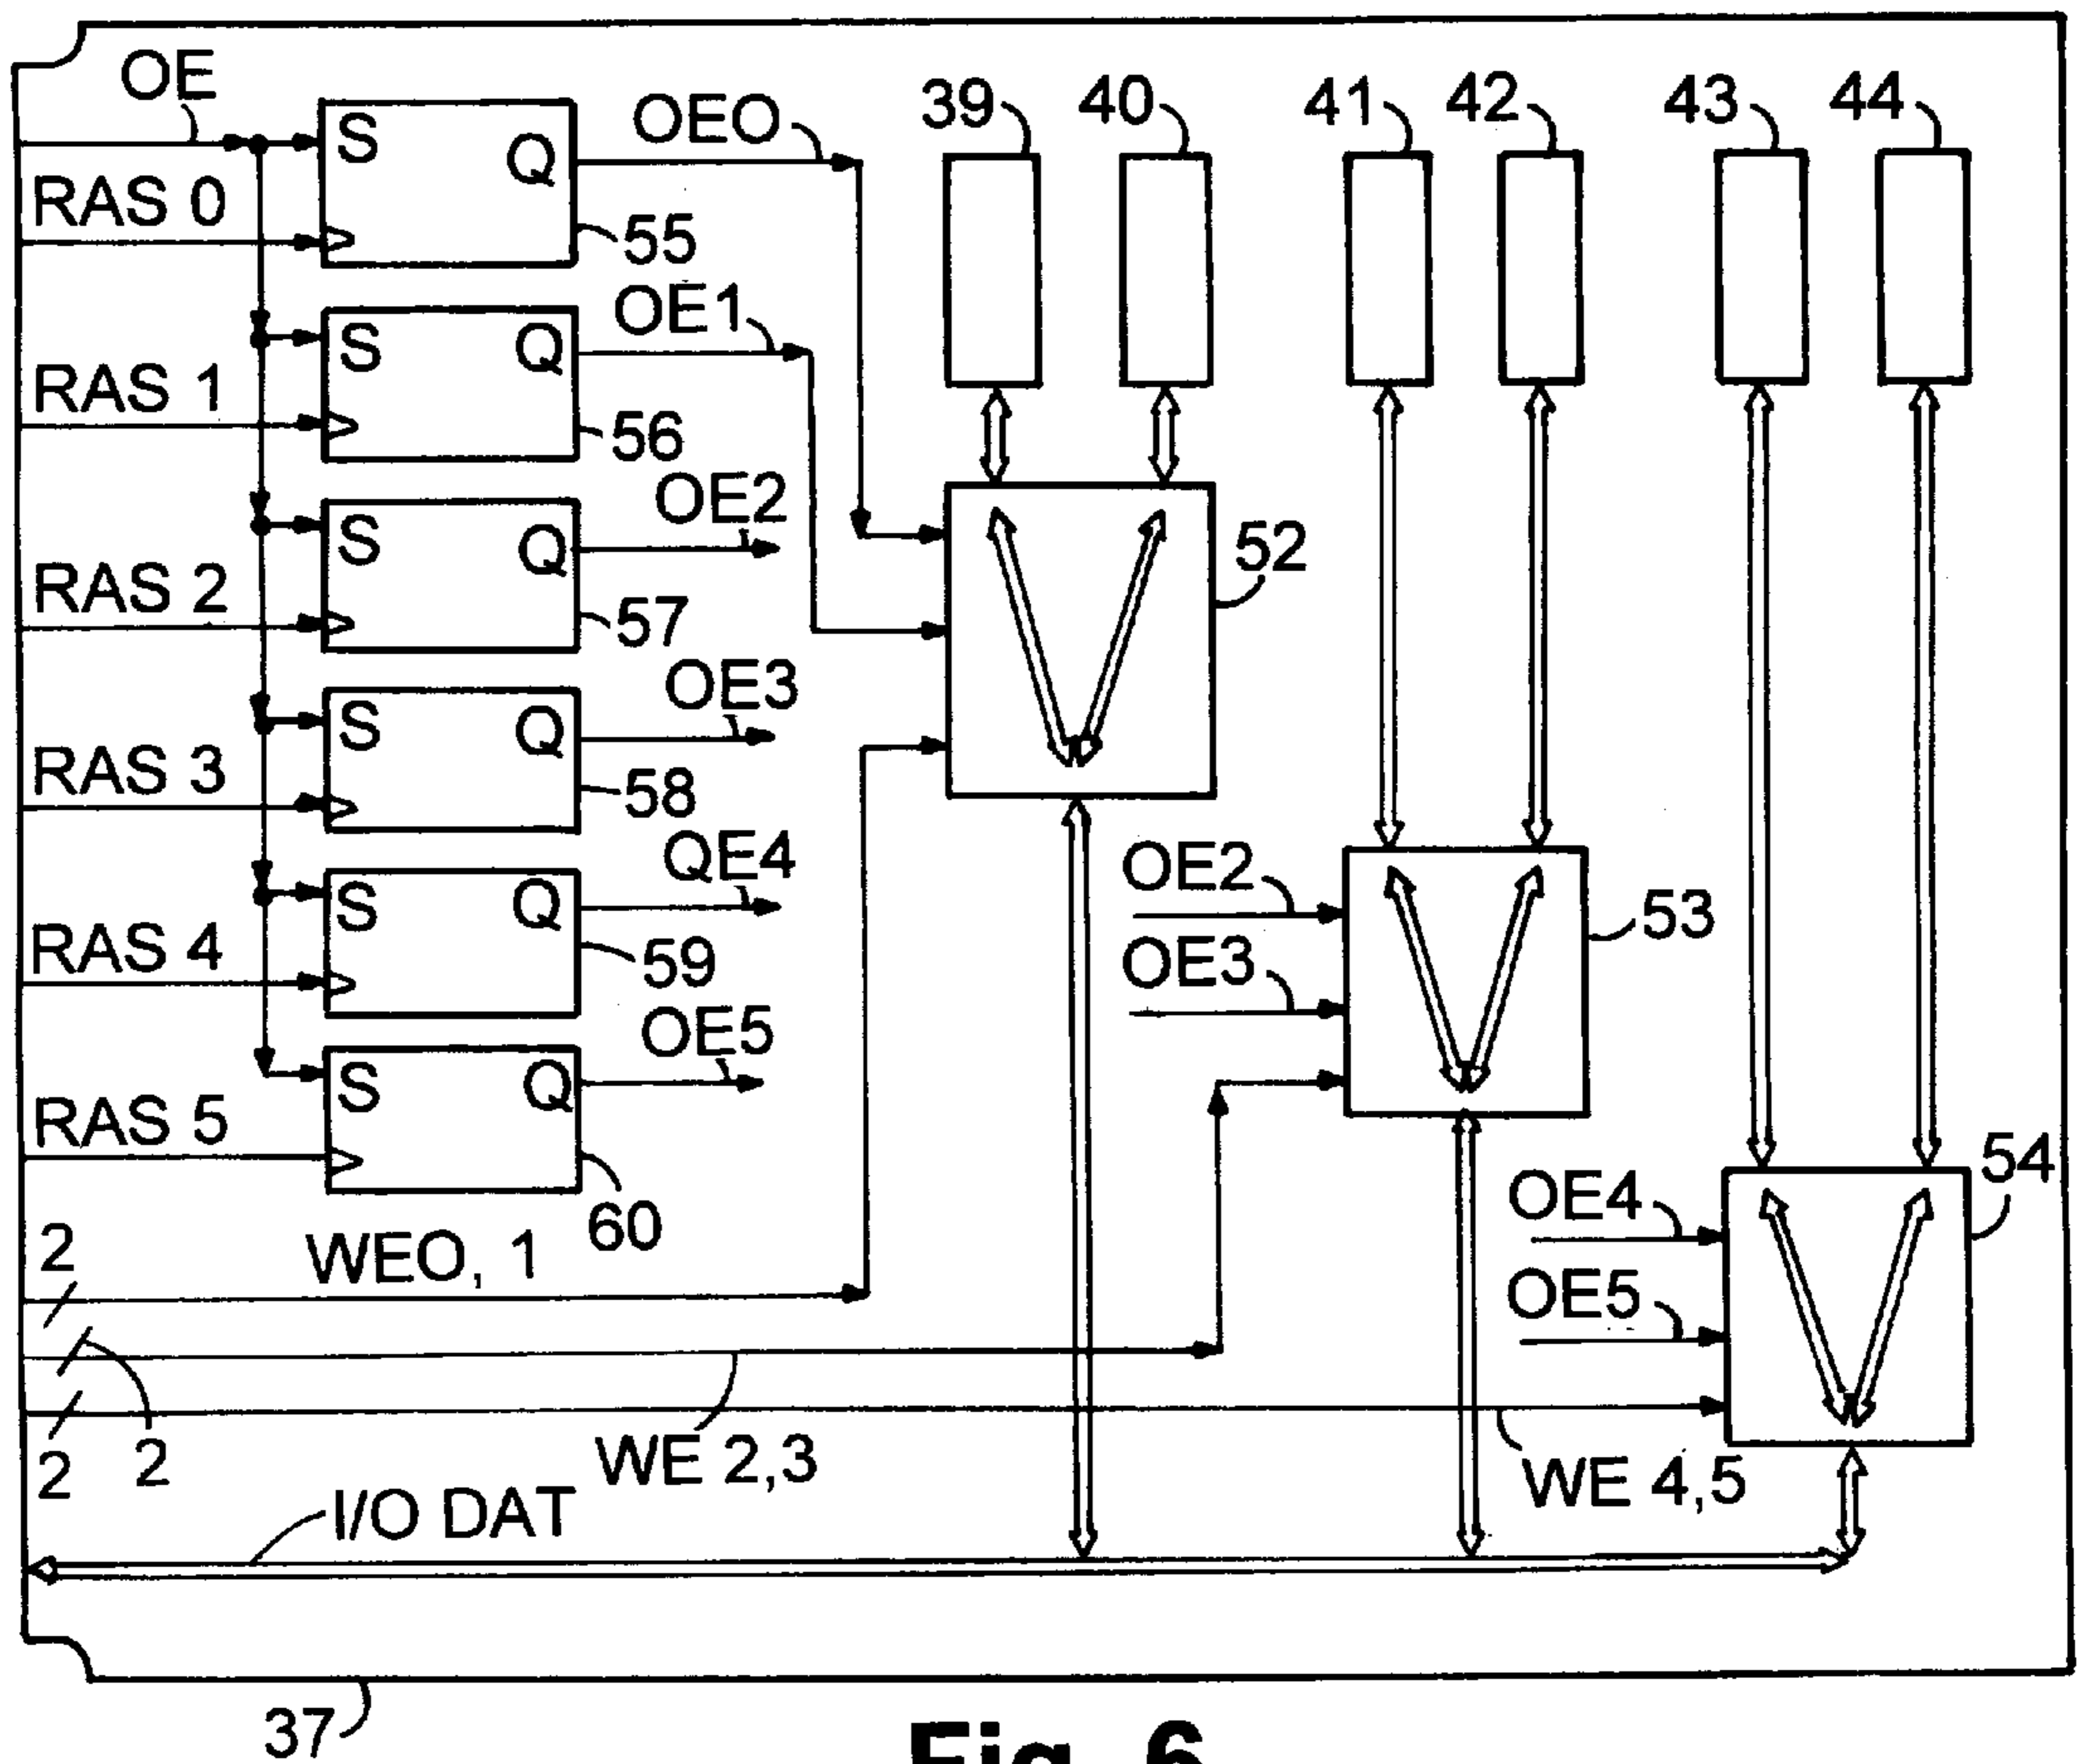 OE
OEO
39
40
41
42
43
44
S
Q
RAS 0
55
OE1
S
Q
RAS 1
56
OE2
S
Q
52
RAS 2
57
OE3
S
Q
RAS 3
58
QE4
OE2
S
Q
53
RAS 4
59
OE3
OE5
S
Q
RAS 5
54
60
OE4
2
WEO, 1
OE5
2
2
WE 2,3
WE 4,5
I/O DAT
37
Fig. 6